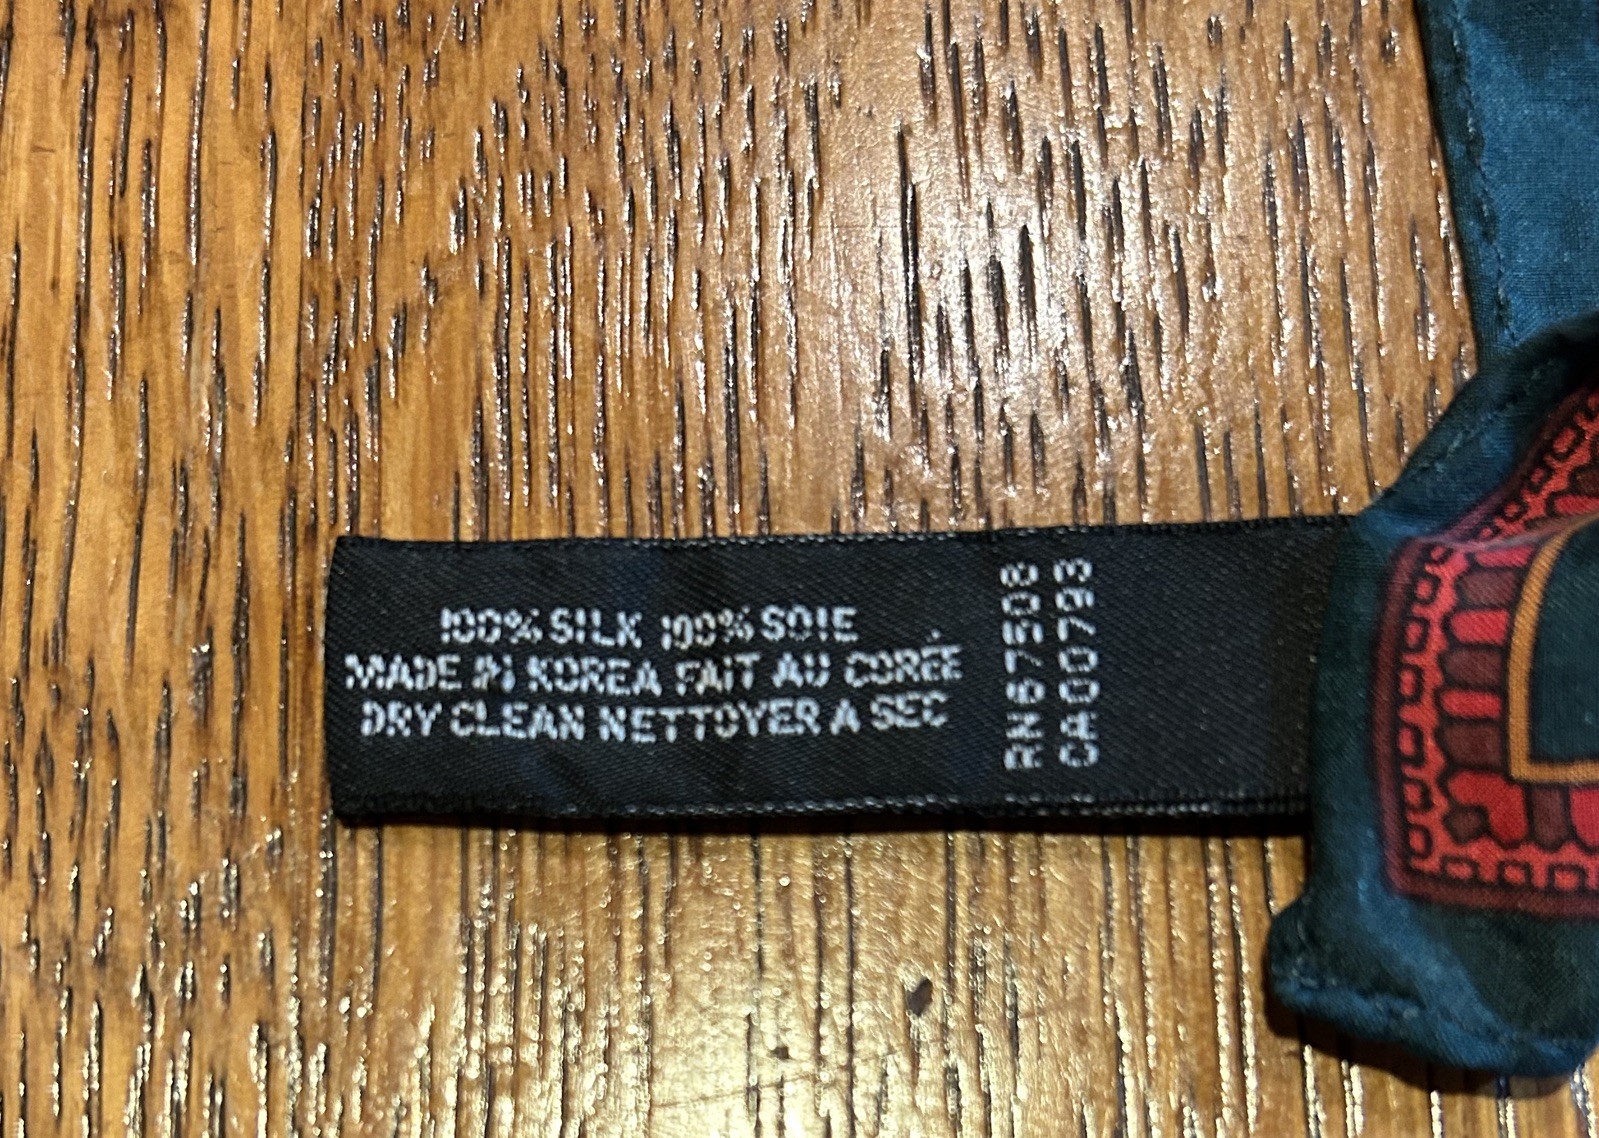 100% SILK 100% SOIE
MADE IN KOREA FAIT AU CORÉE
DRY CLEAN NETTOYER A SEC
RN67508
CA00793